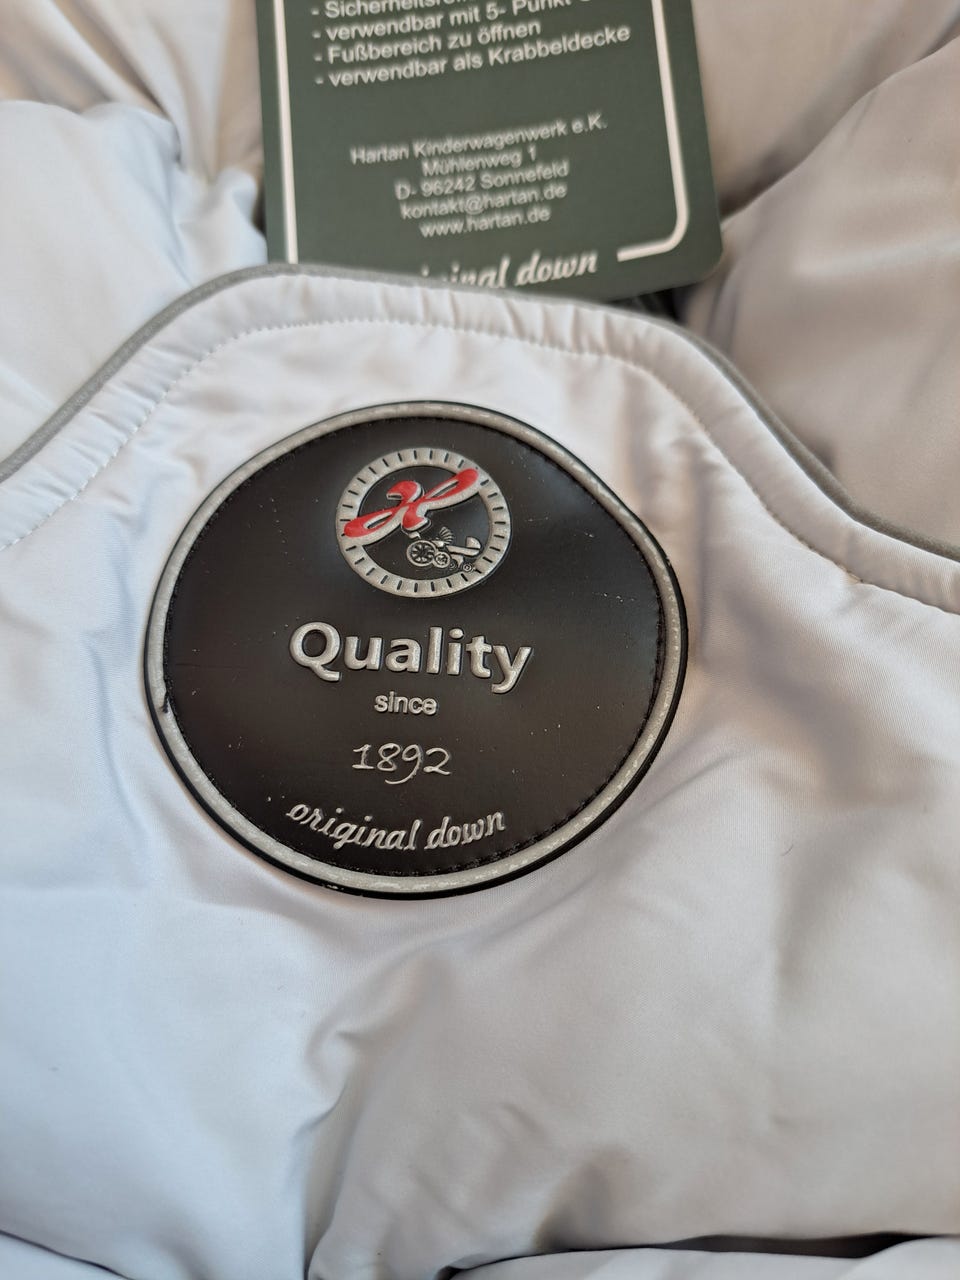 - verwendbar mit 5- Punkt
- Fußbereich zu öffnen
- verwendbar als Krabbeldecke
Hartan Kinderwagenwerk e.K.
Mühlenweg 1
D- 96242 Sonnefeld
kontakt@hartan.de
www.hartan.de
down
Quality
since
1892
original down